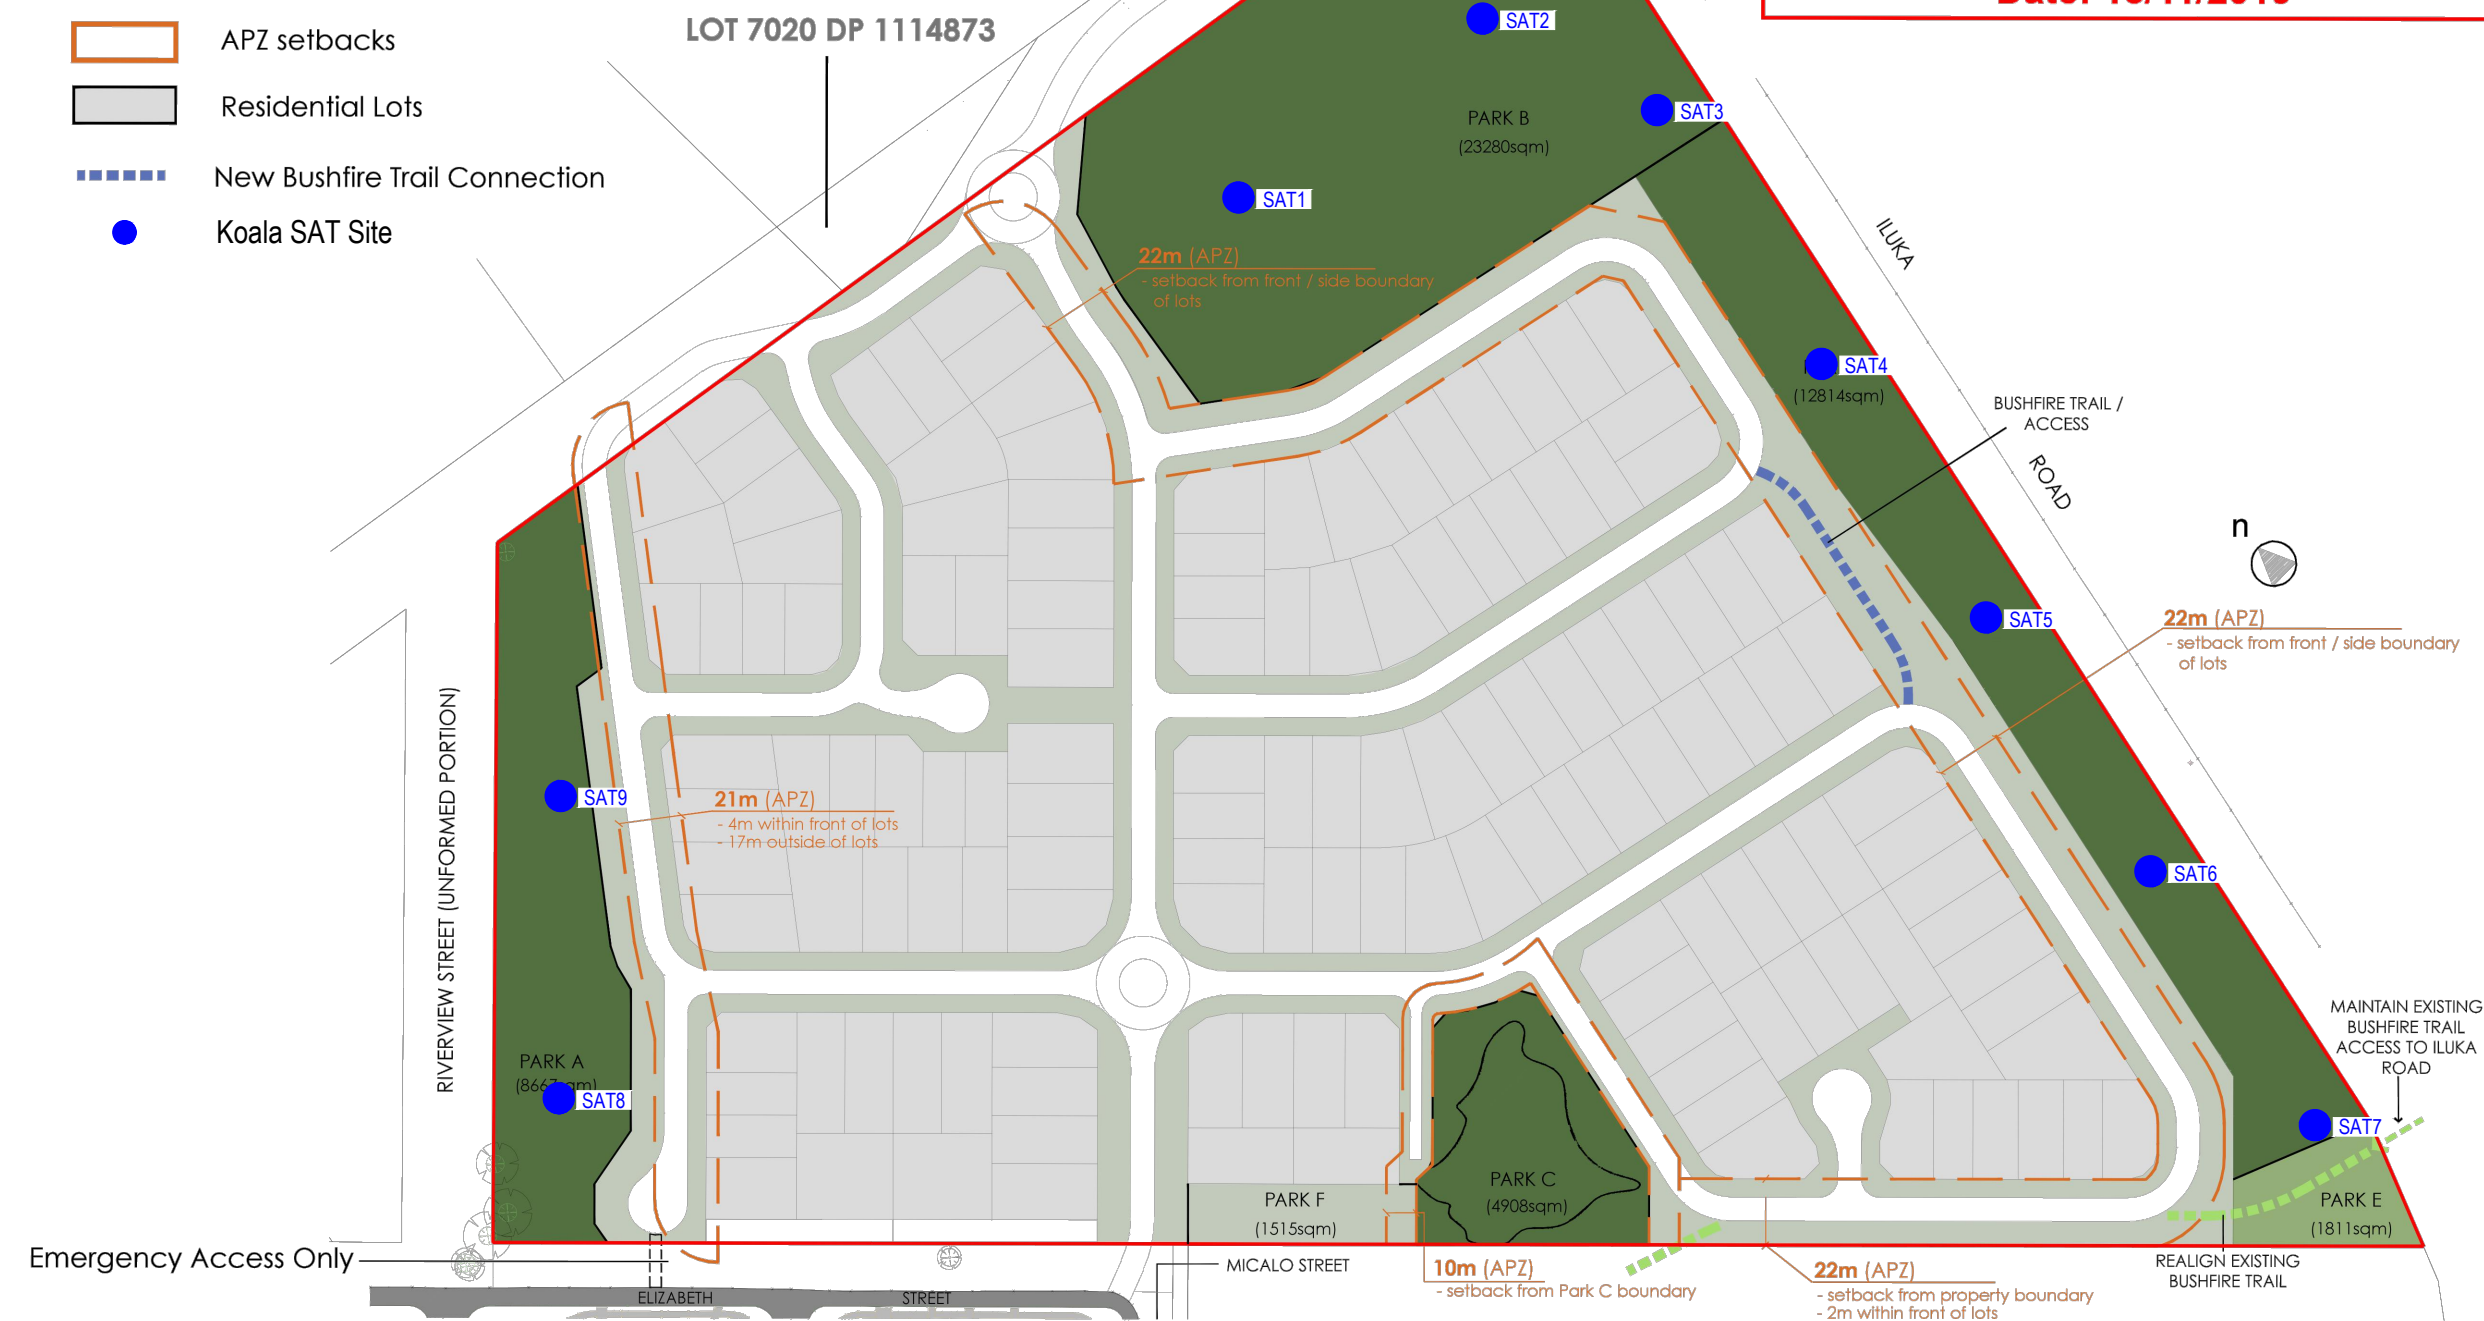 APZ setbacks
Residential Lots
New Bushfire Trail Connection
Koala SAT Site
LOT 7020 DP 1114873
SAT2
SAT3
PARK B
(23280sqm)
SAT1
22m (APZ)
- setback from front / side boundary
of lots
ILUKA
ROAD
SAT4
(12814sqm)
BUSHFIRE TRAIL /
ACCESS
n
SAT5
22m (APZ)
- setback from front / side boundary
of lots
RIVERVIEW STREET (UNFORMED PORTION)
SAT9
21m (APZ)
- 4m within front of lots
- 17m outside of lots
SAT6
MAINTAIN EXISTING
BUSHFIRE TRAIL
ACCESS TO ILUKA
ROAD
PARK A
SAT8
SAT7
PARK C
(4908sqm)
PARK F
(1515sqm)
PARK E
(1811sqm)
Emergency Access Only
MICALO STREET
10m (APZ)
- setback from Park C boundary
22m (APZ)
- setback from property boundary
- 2m within front of lots
REALIGN EXISTING
BUSHFIRE TRAIL
ELIZABETH STREET